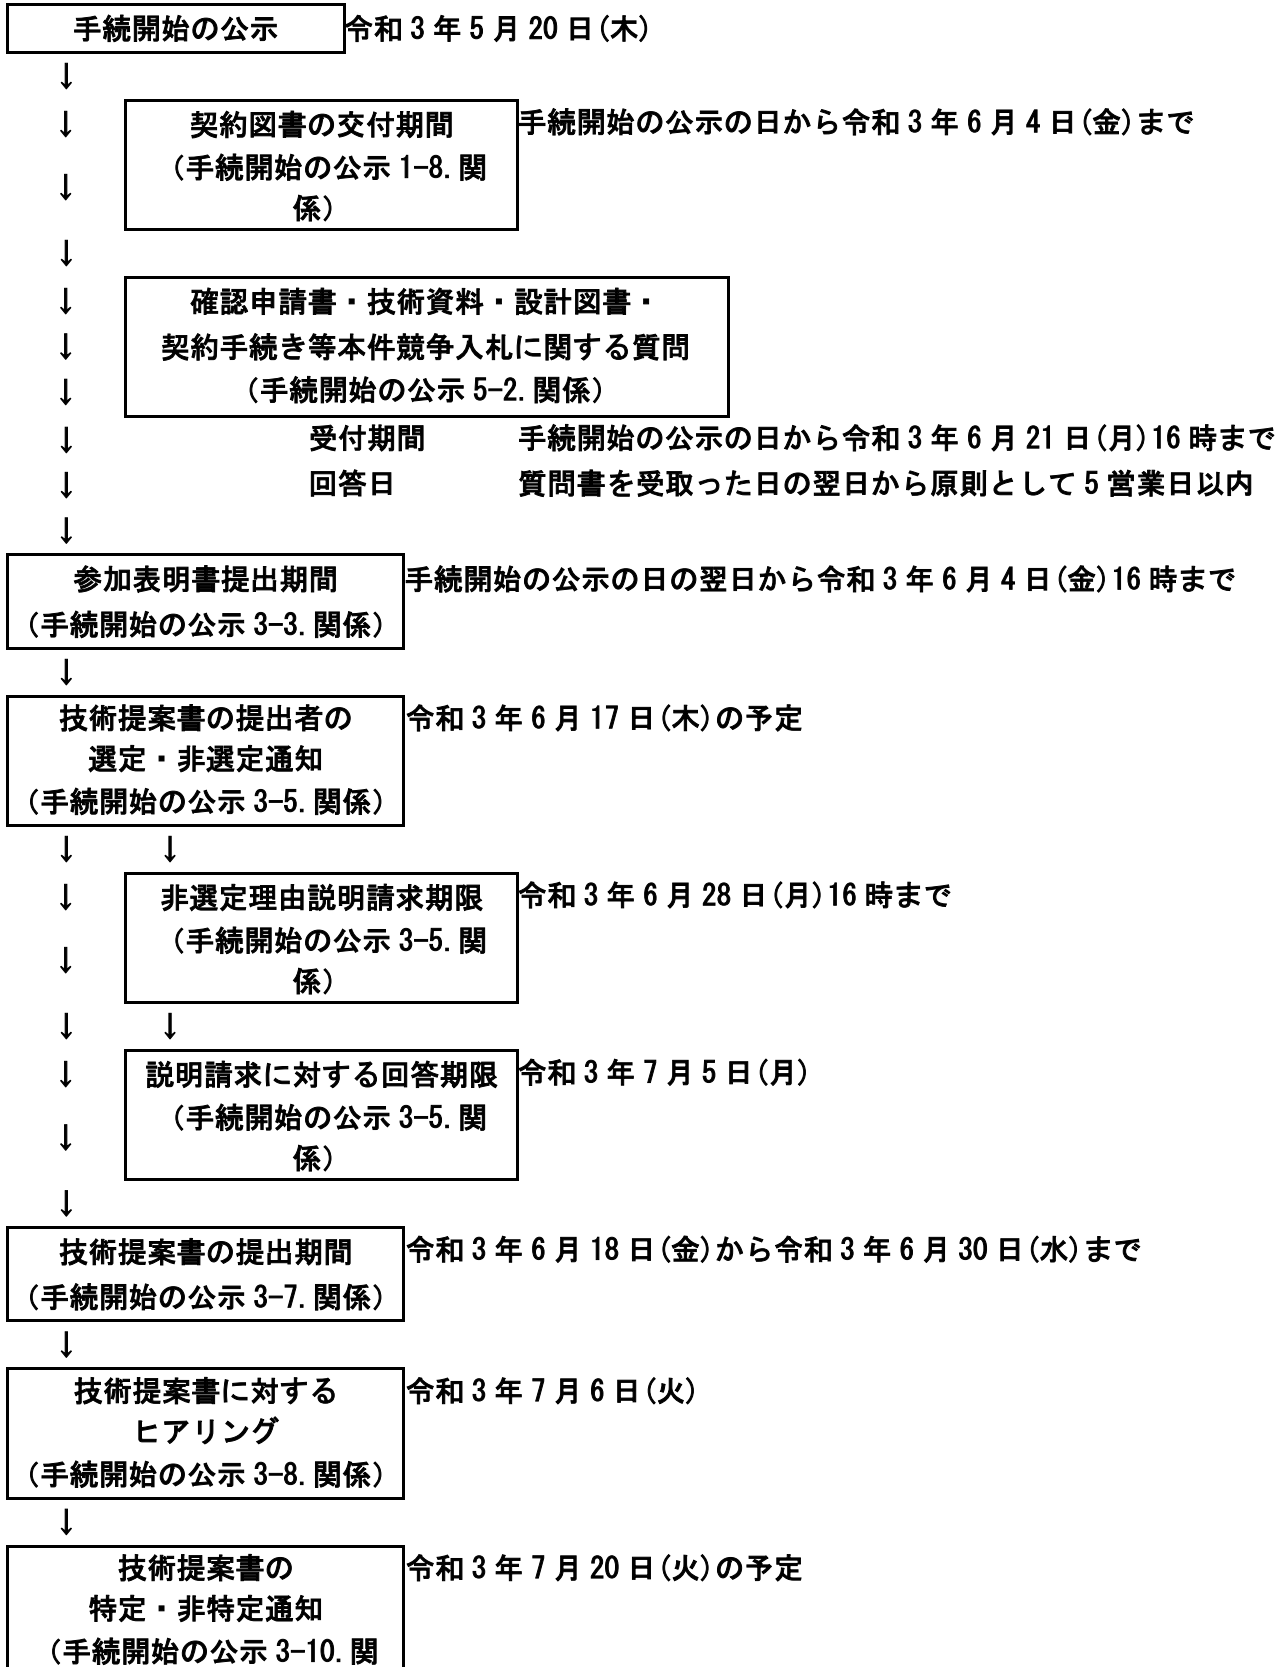 手続開始の公示 令和3年5月20日(木)
↓
↓ 契約図書の交付期間 手続開始の公示の日から令和3年6月4日(金)まで
(手続開始の公示 1-8.関
↓
係)
↓
↓ 確認申請書・技術資料・設計図書・
↓ 契約手続き等本件競争入札に関する質問
↓ (手続開始の公示 5-2.関係)
↓ 受付期間 手続開始の公示の日から令和3年6月21日(月)16時まで
↓ 回答日 質問書を受取った日の翌日から原則として5営業日以内
↓
参加表明書提出期間 手続開始の公示の日の翌日から令和3年6月4日(金)16時まで
(手続開始の公示 3-3.関係)
↓
技術提案書の提出者の 令和3年6月17日(木)の予定
選定・非選定通知
(手続開始の公示 3-5.関係)
↓ ↓
↓ 非選定理由説明請求期限 令和3年6月28日(月)16時まで
(手続開始の公示 3-5.関
↓
係)
↓ ↓
↓ 説明請求に対する回答期限 令和3年7月5日(月)
(手続開始の公示 3-5.関
↓
係)
↓
技術提案書の提出期間 令和3年6月18日(金)から令和3年6月30日(水)まで
(手続開始の公示 3-7.関係)
↓
技術提案書に対する 令和3年7月6日(火)
ヒアリング
(手続開始の公示 3-8.関係)
↓
技術提案書の 令和3年7月20日(火)の予定
特定・非特定通知
(手続開始の公示 3-10.関